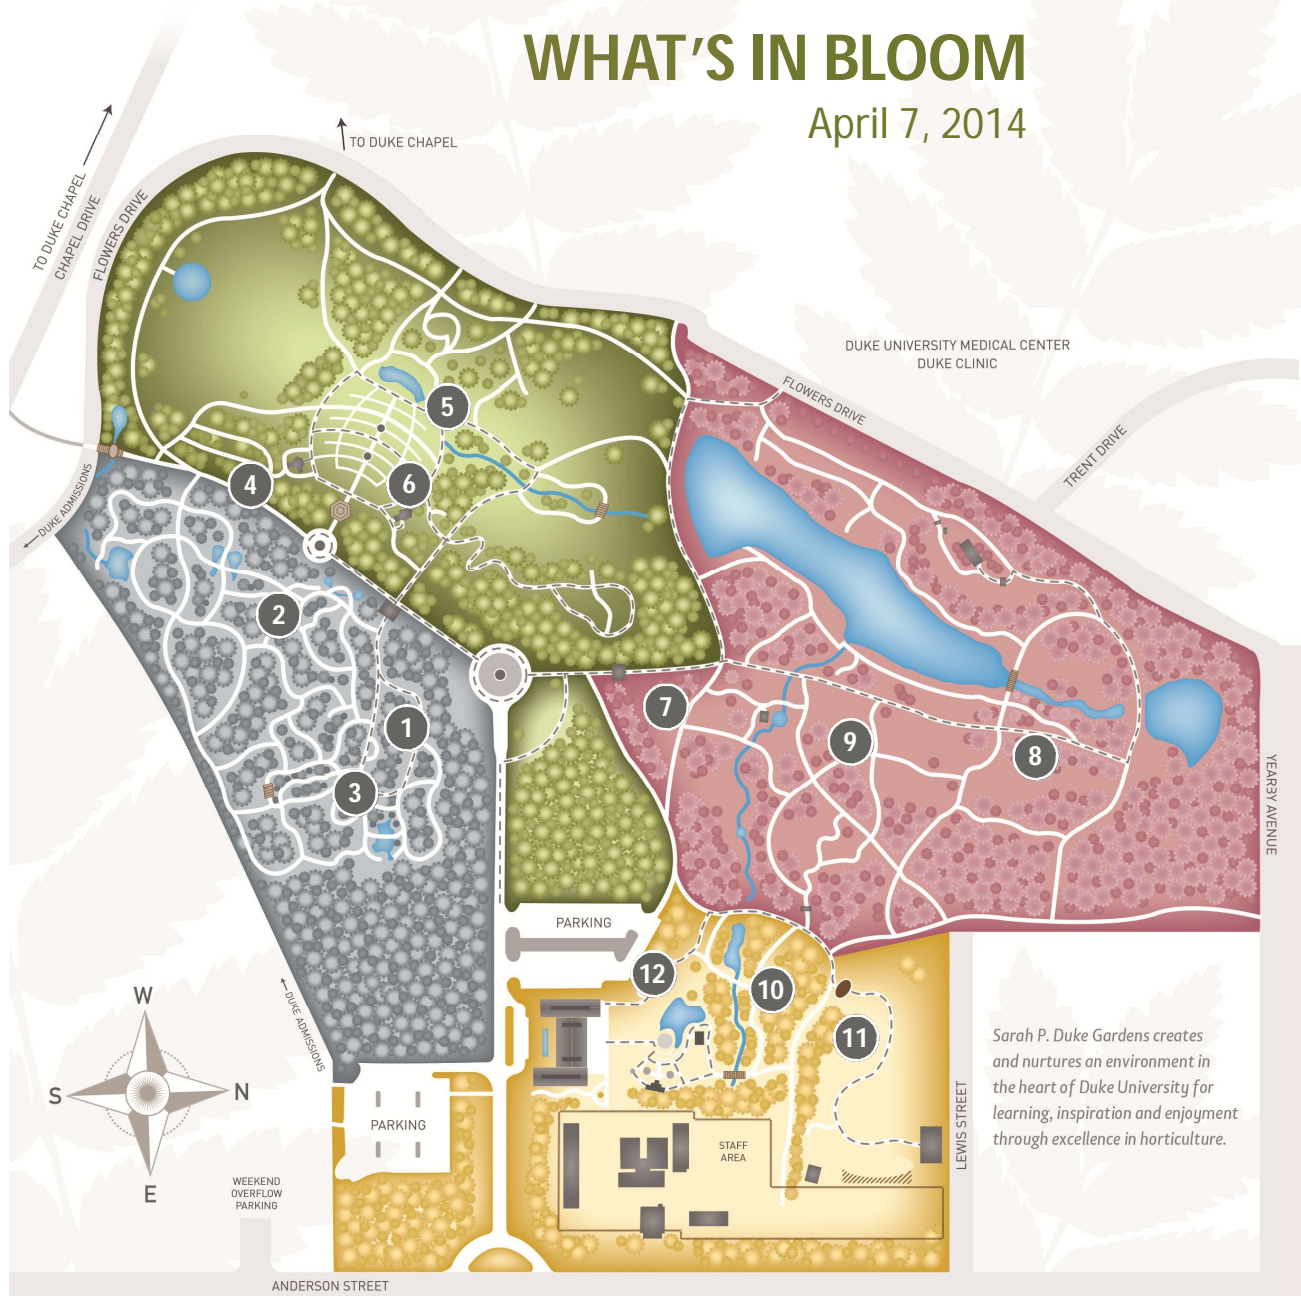 WHAT'S IN BLOOM
April 7, 2014
TO DUKE CHAPEL
TO DUKE CHAPEL
CHAPEL DRIVE
FLOWERS DRIVE
DUKE UNIVERSITY MEDICAL CENTER
DUKE CLINIC
FLOWERS DRIVE
TRENT DRIVE
5
4
6
DUKE ADMISSIONS
2
7
1
9
8
3
YEARBY AVENUE
PARKING
12
10
11
DUKE ADMISSIONS
W
S
N
E
Sarah P. Duke Gardens creates
and nurtures an environment in
the heart of Duke University for
learning, inspiration and enjoyment
through excellence in horticulture.
PARKING
STAFF
AREA
LEWIS STREET
WEEKEND
OVERFLOW
PARKING
ANDERSON STREET